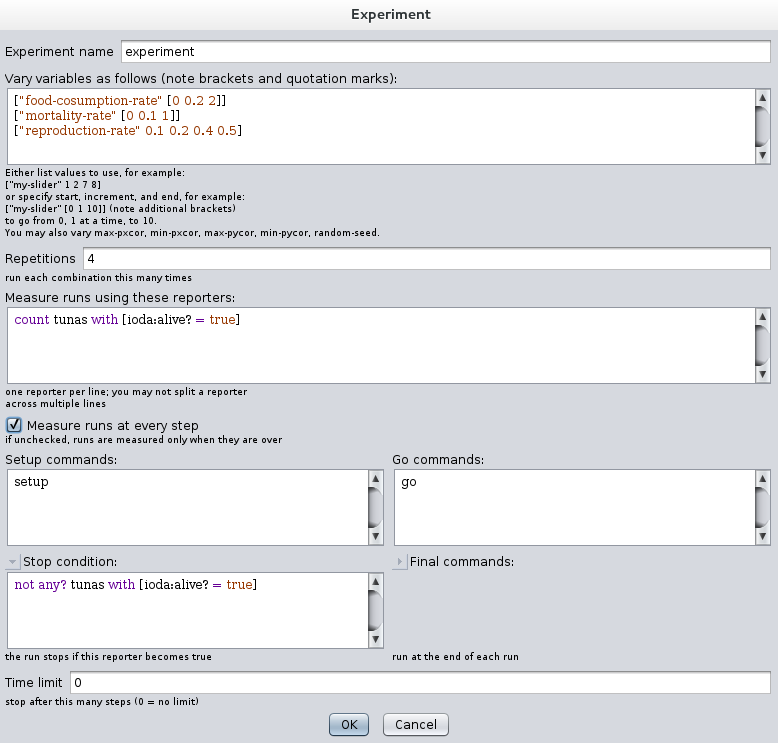 Experiment
Experiment name experiment
Vary variables as follows (note brackets and quotation marks):
["food-cosumption-rate" [0 0.2 2]]
["mortality-rate" [0 0.1 1]]
["reproduction-rate" 0.1 0.2 0.4 0.5]
Either list values to use, for example:
["my-slider" 1 2 7 8]
or specify start, increment, and end, for example:
["my-slider" [0 1 10]] (note additional brackets)
to go from 0, 1 at a time, to 10.
You may also vary max-pxcor, min-pxcor, max-pycor, min-pycor, random-seed.
Repetitions 4
run each combination this many times
Measure runs using these reporters:
count tunas with [ioda:alive? = true]
one reporter per line; you may not split a reporter
across multiple lines
Measure runs at every step
if unchecked, runs are measured only when they are over
Setup commands:
setup
Go commands:
go
Stop condition:
not any? tunas with [ioda:alive? = true]
the run stops if this reporter becomes true
Final commands:
run at the end of each run
Time limit 0
stop after this many steps (0 = no limit)
OK Cancel